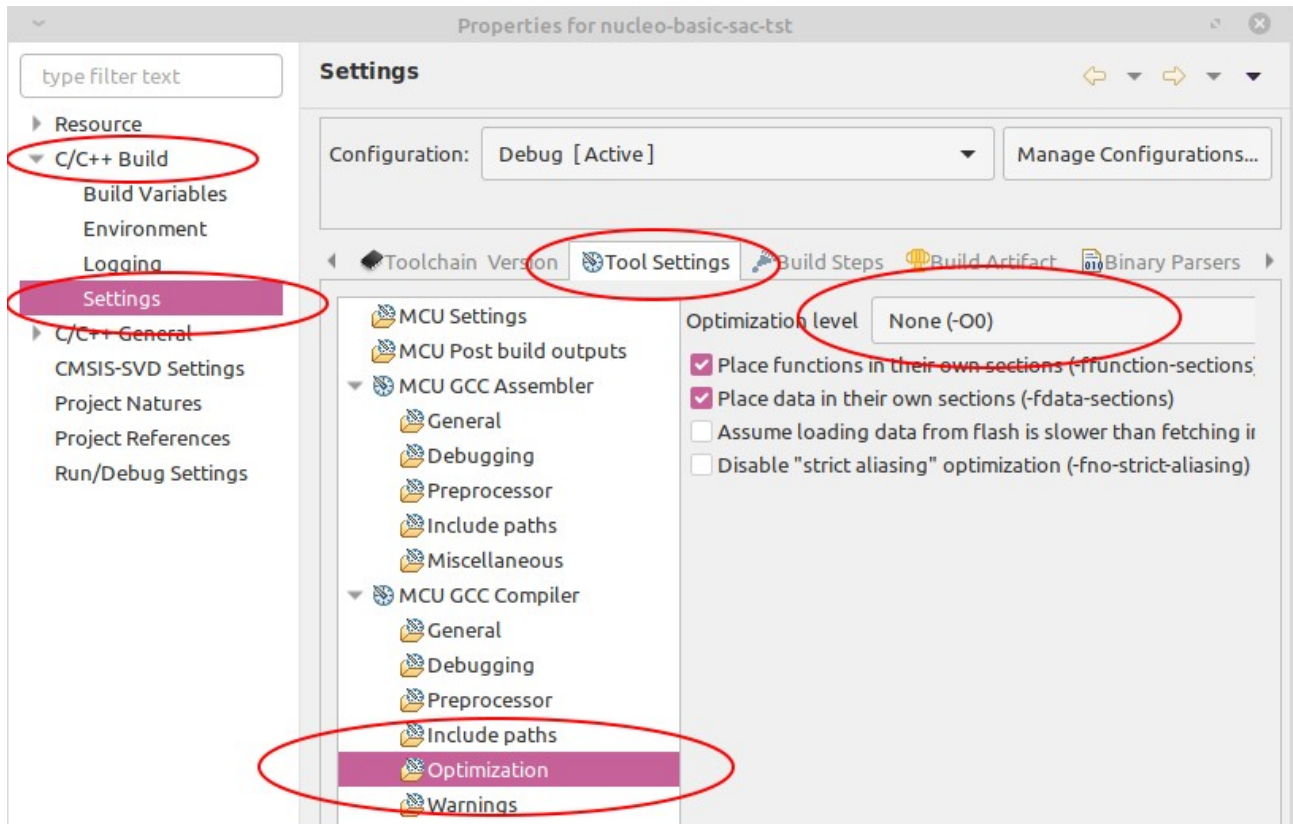 Properties for nucleo-basic-sac-tst
type filter text
Resource
C/C++ Build
Build Variables
Environment
Logging
Settings
C/C++ General
CMSIS-SVD Settings
Project Natures
Project References
Run/Debug Settings
Settings
Configuration: Debug [Active] Manage Configurations...
Toolchain Version Tool Settings Build Steps Build Artifact 010 Binary Parsers
MCU Settings
MCU Post build outputs
MCU GCC Assembler
General
Debugging
Preprocessor
Include paths
Miscellaneous
MCU GCC Compiler
General
Debugging
Preprocessor
Include paths
Optimization
Warnings
Optimization level None (-O0)
Place functions in their own sections (-ffunction-sections)
Place data in their own sections (-fdata-sections)
Assume loading data from flash is slower than fetching
Disable "strict aliasing" optimization (-fno-strict-aliasing)